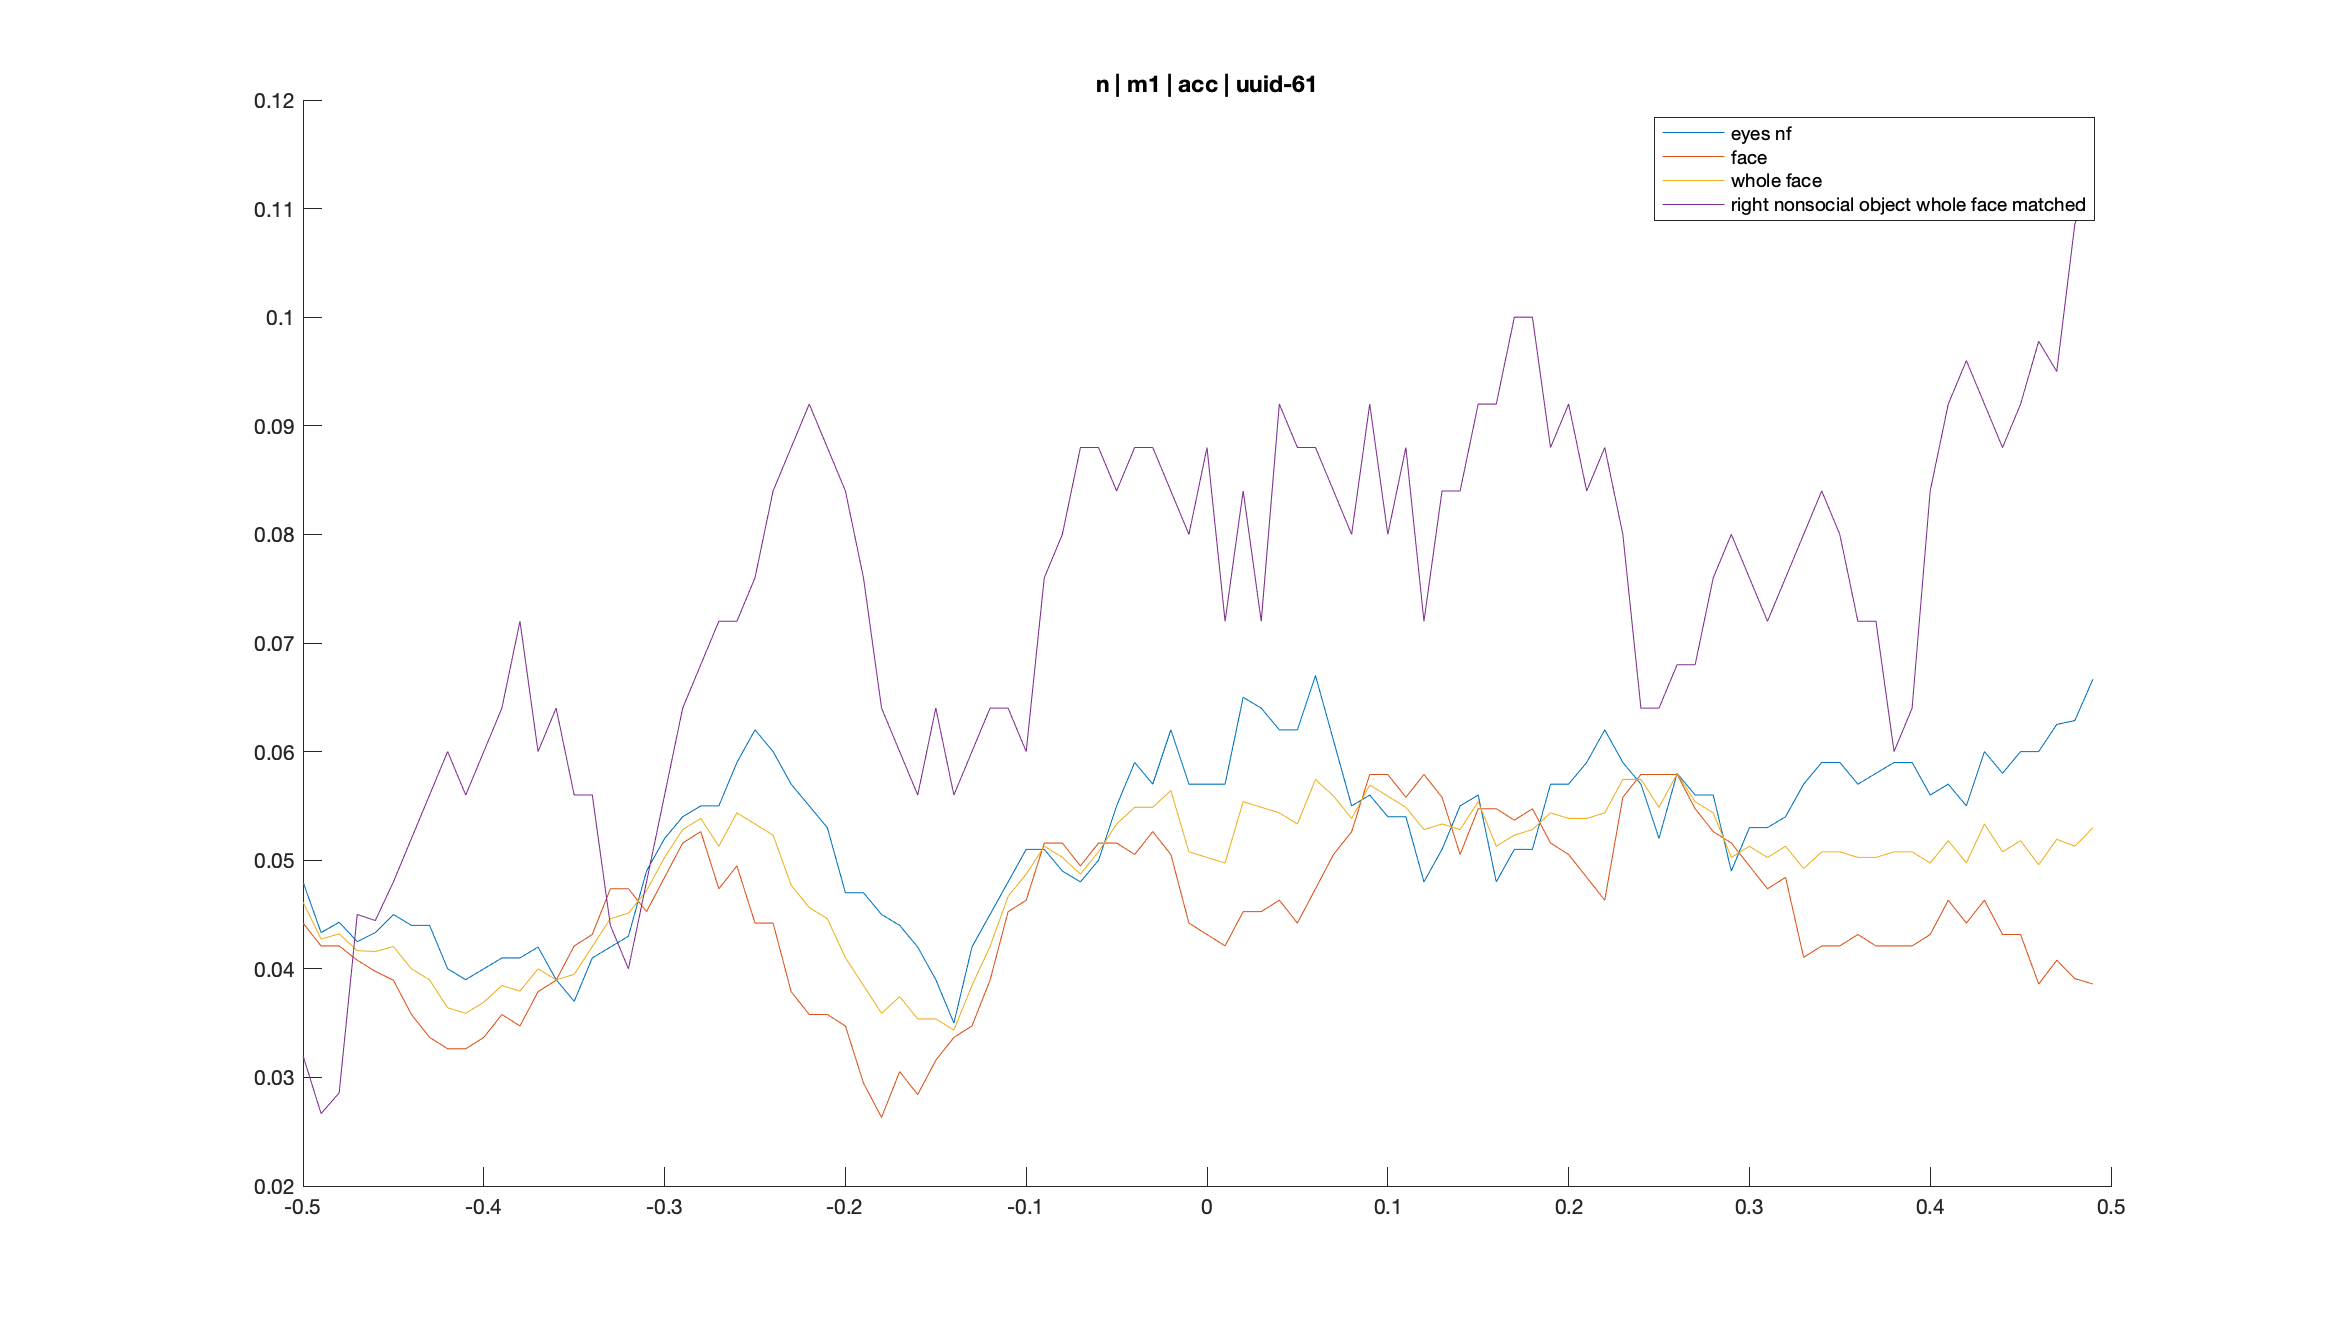 n | m1 | acc | uuid-61
0.12
0.11
0.1
0.09
0.08
0.07
0.06
0.05
0.04
0.03
0.02
eyes nf
face
whole face
right nonsocial object whole face matched
-0.5 -0.4 -0.3 -0.2 -0.1 0 0.1 0.2 0.3 0.4 0.5